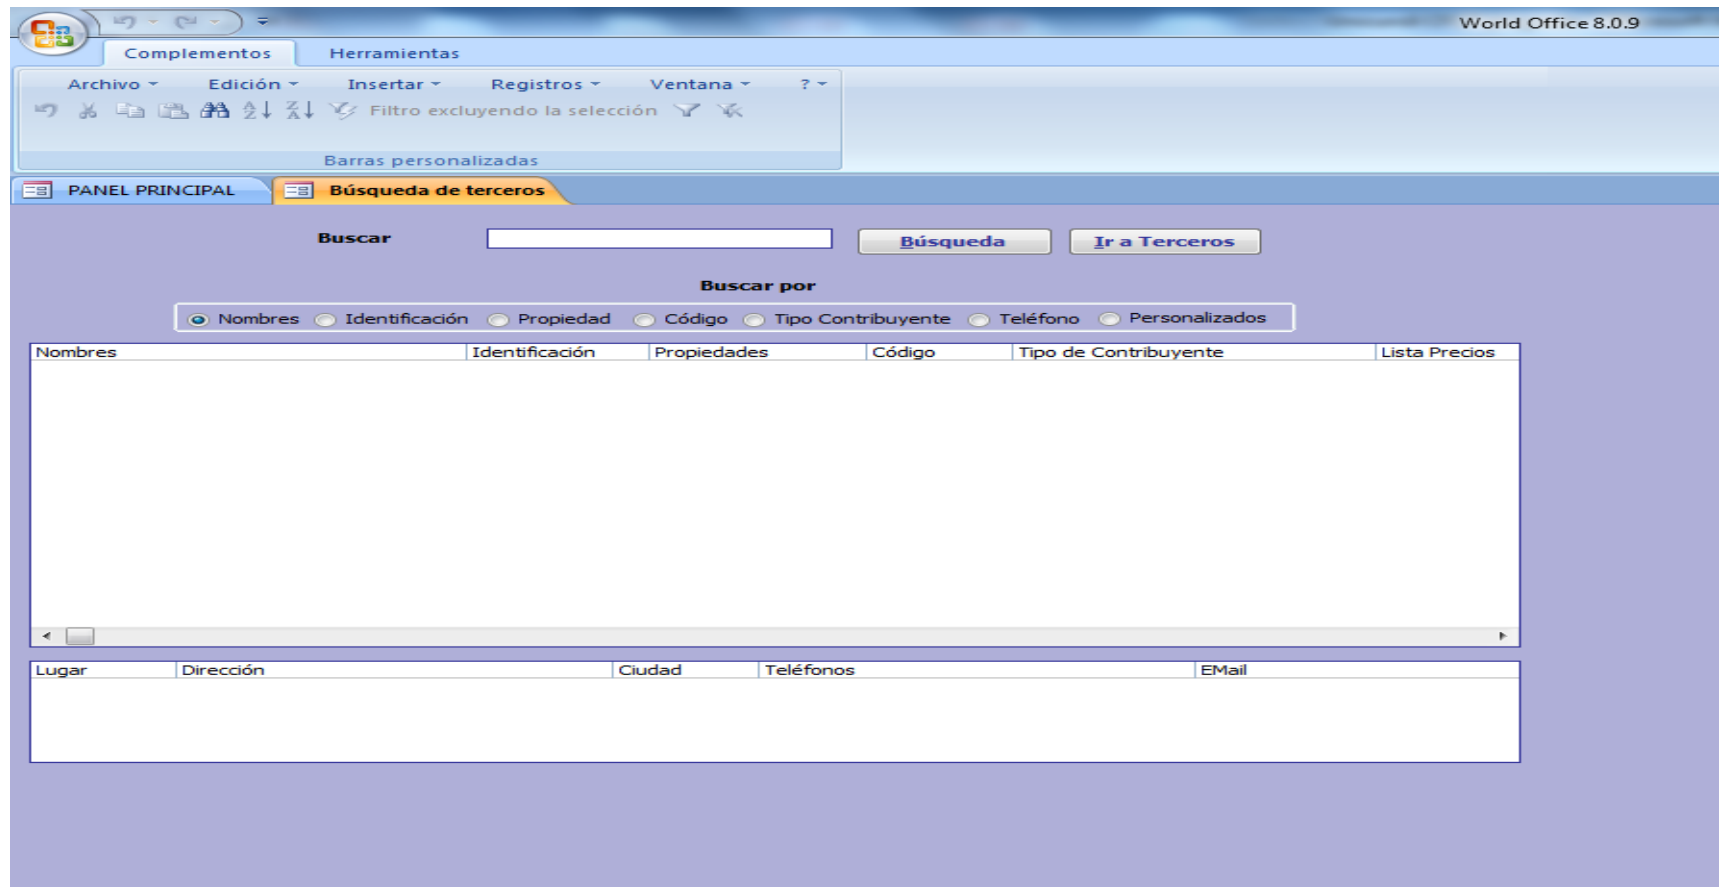 World Office 8.0.9
Complementos Herramientas
Archivo Edición Insertar Registros Ventana ?
Filtro excluyendo la selección
Barras personalizadas
PANEL PRINCIPAL Búsqueda de terceros
Buscar Búsqueda Ir a Terceros
Buscar por
Nombres Identificación Propiedad Código Tipo Contribuyente Teléfono Personalizados
Nombres Identificación Propiedades Código Tipo de Contribuyente Lista Precios
Lugar Dirección Ciudad Teléfonos EMail